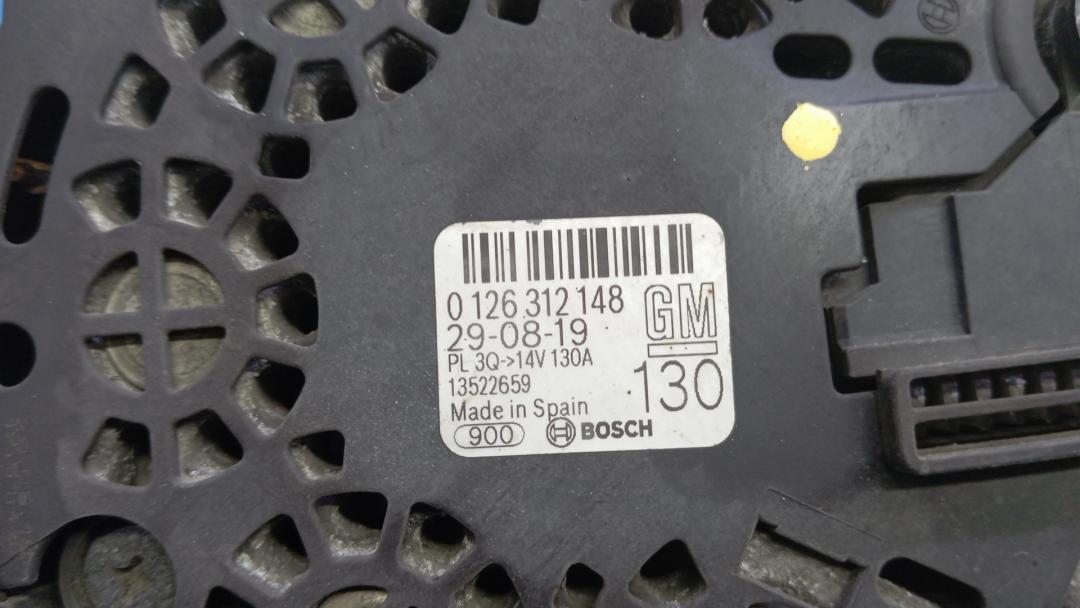 0 126 312 148
29-08-19
GM
PL 3Q->14V 130A
13522659
130
Made in Spain
900 BOSCH